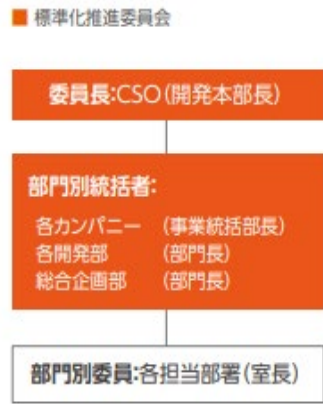 ■ 標準化推進委員会
委員長:CSO(開発本部長)
部門別統括者:
各カンパニー (事業統括部長)
各開発部 (部門長)
総合企画部 (部門長)
部門別委員:各担当部署(室長)